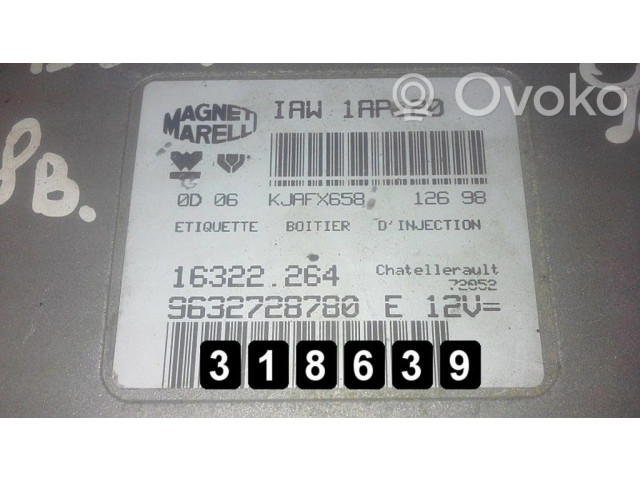 Ovoko
8B.
MAGNETI
MARELLI
IAW 1AP
0D 06 KJAFX658 126 98
ETIQUETTE BOITIER D'INJECTION
16322.264 Chatellerault
72052
9632728780 E 12V=
318639